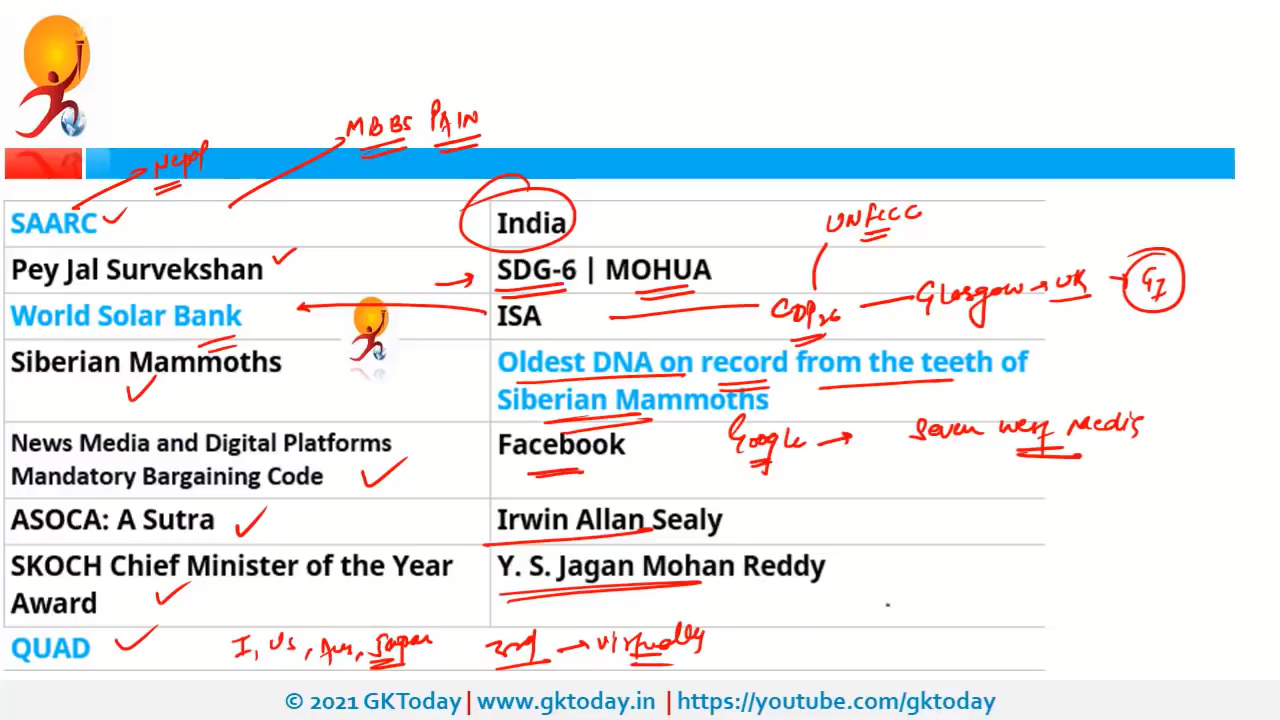 MBBS PAIN
Nepal
SAARC India
UNFCCC
Pey Jal Survekshan SDG-6 | MOHUA
World Solar Bank ISA COP26 Glasgow UK
Siberian Mammoths Oldest DNA on record from the teeth of
Siberian Mammoths
News Media and Digital Platforms
Mandatory Bargaining Code
Facebook Google Seven West Media
ASOCA: A Sutra Irwin Allan Sealy
SKOCH Chief Minister of the Year
Award
Y. S. Jagan Mohan Reddy
QUAD I, US, Aus, Japan 3rd virtually
© 2021 GKToday | www.gktoday.in | https://youtube.com/gktoday